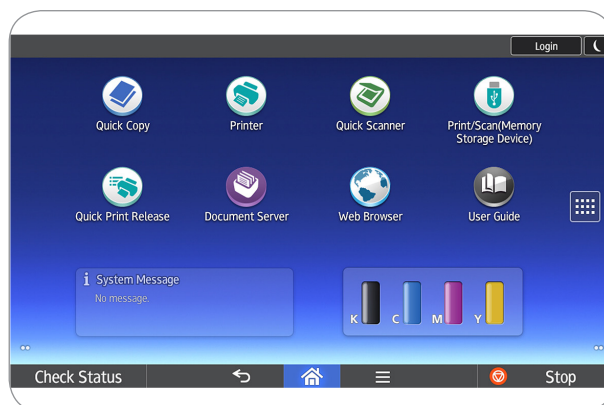 Login
Quick Copy
Printer
Quick Scanner
Print/Scan(Memory
Storage Device)
Quick Print Release
Document Server
Web Browser
User Guide
i System Message
No message.
K C M Y
Check Status
Stop